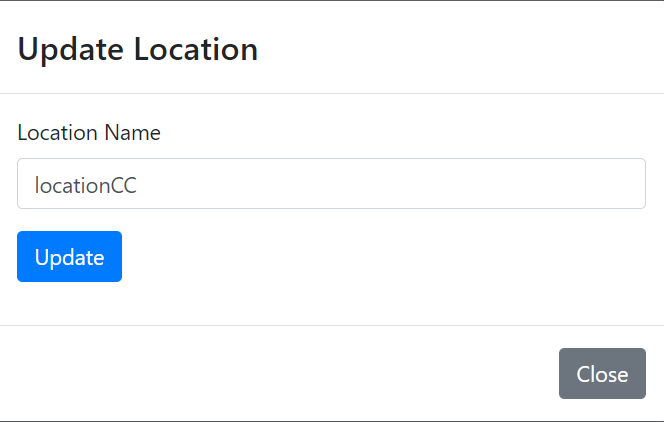 Update Location
Location Name
locationCC
Update
Close